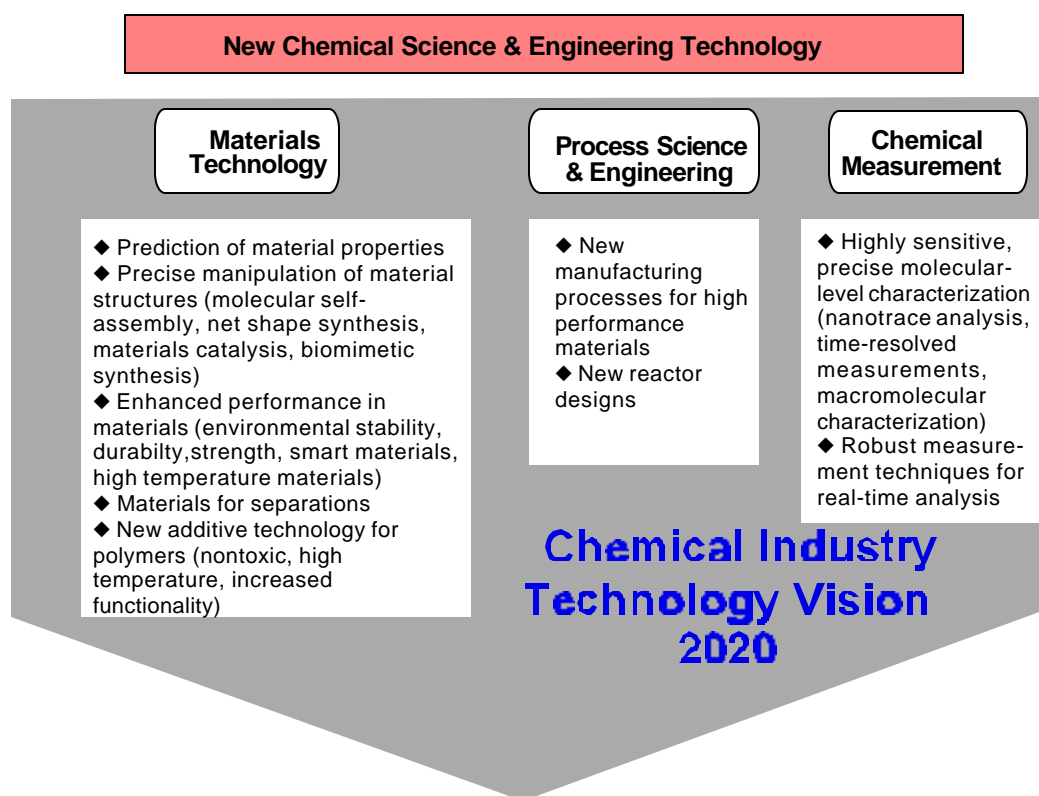 New Chemical Science & Engineering Technology
Materials
Technology
◆ Prediction of material properties
◆ Precise manipulation of material
structures (molecular self-
assembly, net shape synthesis,
materials catalysis, biomimetic
synthesis)
◆ Enhanced performance in
materials (environmental stability,
durabilty,strength, smart materials,
high temperature materials)
◆ Materials for separations
◆ New additive technology for
polymers (nontoxic, high
temperature, increased
functionality)
Process Science
& Engineering
◆ New
manufacturing
processes for high
performance
materials
◆ New reactor
designs
Chemical
Measurement
◆ Highly sensitive,
precise molecular-
level characterization
(nanotrace analysis,
time-resolved
measurements,
macromolecular
characterization)
◆ Robust measure-
ment techniques for
real-time analysis
Chemical Industry
Technology Vision
2020